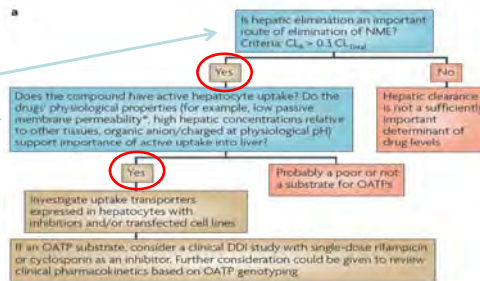 a
Is hepatic elimination an important
route of elimination of NME?
Criteria: CLh > 0.3 CLTotal
Yes
No
Does the compound have active hepatocyte uptake? Do the
drugs' physiological properties (for example, low passive
membrane permeability*, high hepatic concentrations relative
to other tissues, organic anion/charged at physiological pH)
support importance of active uptake into liver?
Hepatic clearance
is not a sufficiently
important
determinant of
drug levels
Yes
Probably a poor or not
a substrate for OATPs
Investigate uptake transporters
expressed in hepatocytes with
inhibitions and/or transfected cell lines
If an OATP substrate, consider a clinical DDI study with single-dose rifampicin
or cyclosporin as an inhibitor. Further consideration could be given to review
clinical pharmacokinetics based on OATP genotyping